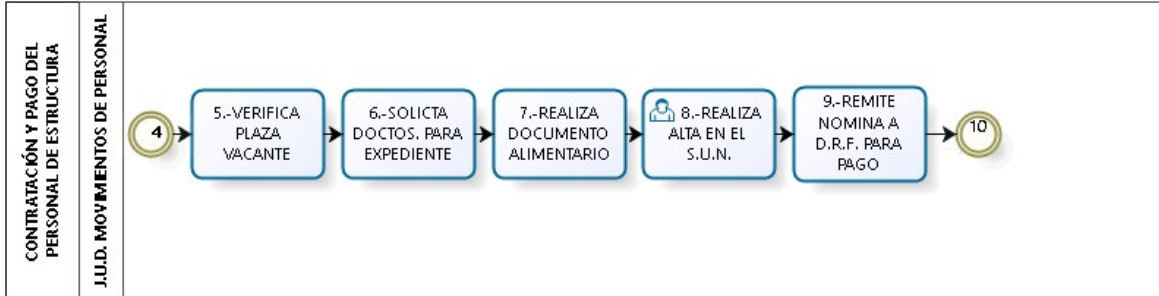 CONTRATACIÓN Y PAGO DEL
PERSONAL DE ESTRUCTURA
J.U.D. MOVIMIENTOS DE PERSONAL
4
5.-VERIFICA
PLAZA
VACANTE
6.-SOLICTA
DOCTOS. PARA
EXPEDIENTE
7.-REALIZA
DOCUMENTO
ALIMENTARIO
8.-REALIZA
ALTA EN EL
S.U.N.
9.-REMITE
NOMINA A
D.R.F. PARA
PAGO
10